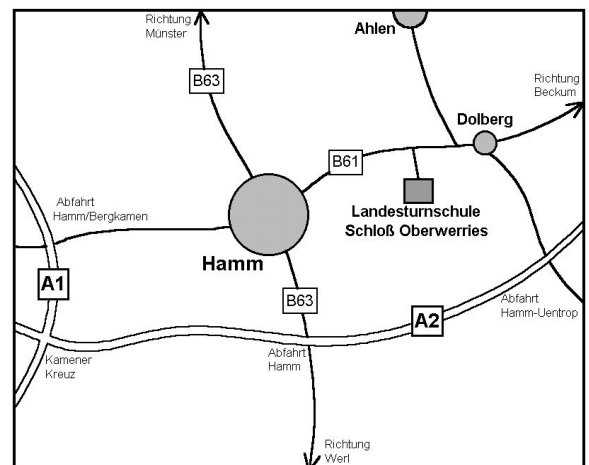 Richtung
Münster
Ahlen
B63
Richtung
Beckum
Dolberg
B61
Abfahrt
Hamm/Bergkamen
Landesturnschule
Schloß Oberwerries
Hamm
A1
B63
A2
Abfahrt
Hamm-Uentrop
Kamener
Kreuz
Abfahrt
Hamm
Richtung
Werl